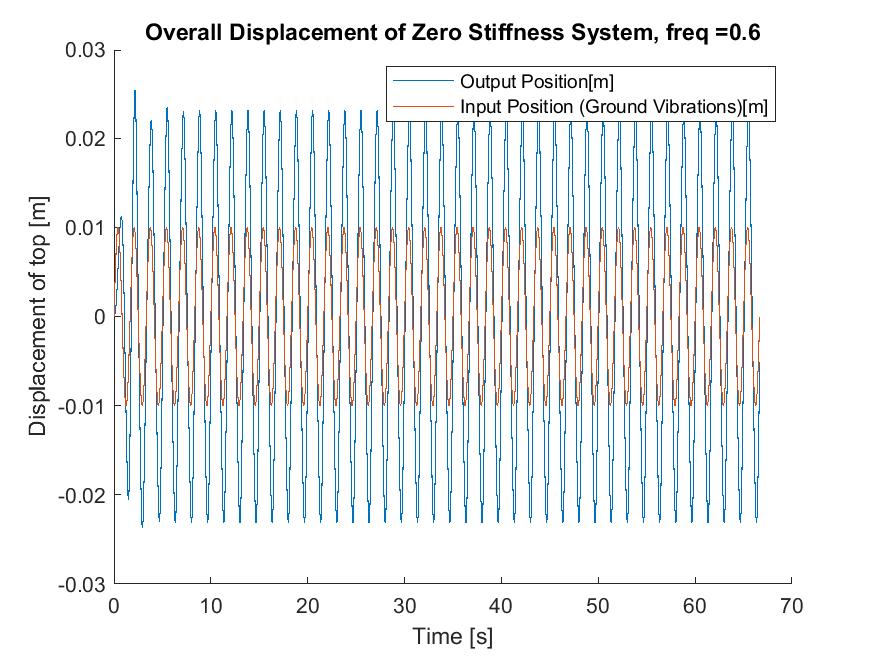 Overall Displacement of Zero Stiffness System, freq =0.6
Output Position[m]
Input Position (Ground Vibrations)[m]
Displacement of top [m]
0.03
0.02
0.01
0
-0.01
-0.02
-0.03
0 10 20 30 40 50 60 70
Time [s]